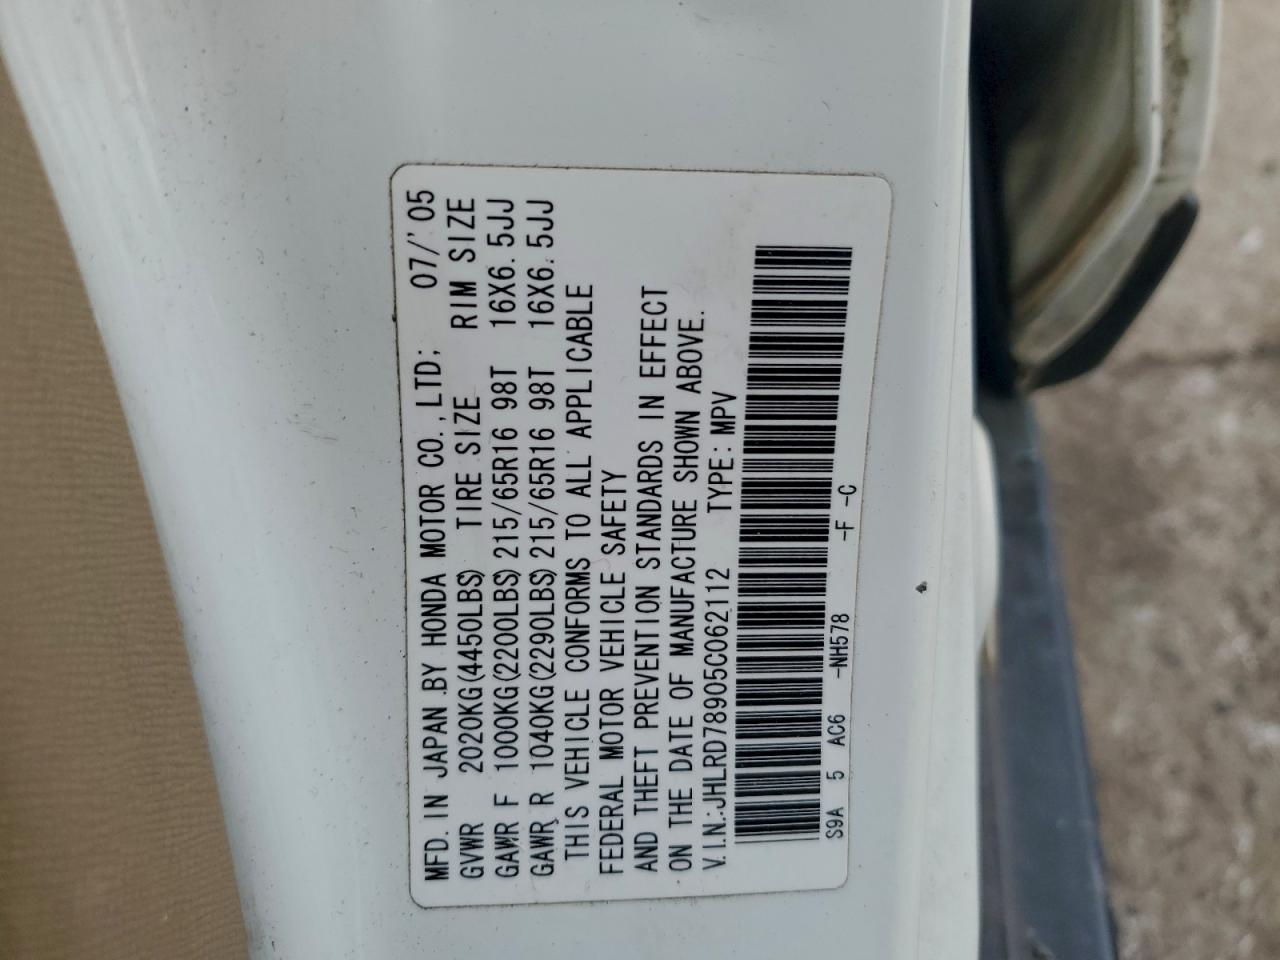 MFD. IN JAPAN BY HONDA MOTOR CO., LTD; 07/'05
GVWR 2020KG(4450LBS) TIRE SIZE RIM SIZE
GAWR F 1000KG(2200LBS) 215/65R16 98T 16X6.5JJ
GAWR R 1040KG(2290LBS) 215/65R16 98T 16X6.5JJ
THIS VEHICLE CONFORMS TO ALL APPLICABLE
FEDERAL MOTOR VEHICLE SAFETY
AND THEFT PREVENTION STANDARDS IN EFFECT
ON THE DATE OF MANUFACTURE SHOWN ABOVE.
V.I.N.:JHLRD78905C062112 TYPE:MPV
S9A 5 AC6 -NH578 -F -C